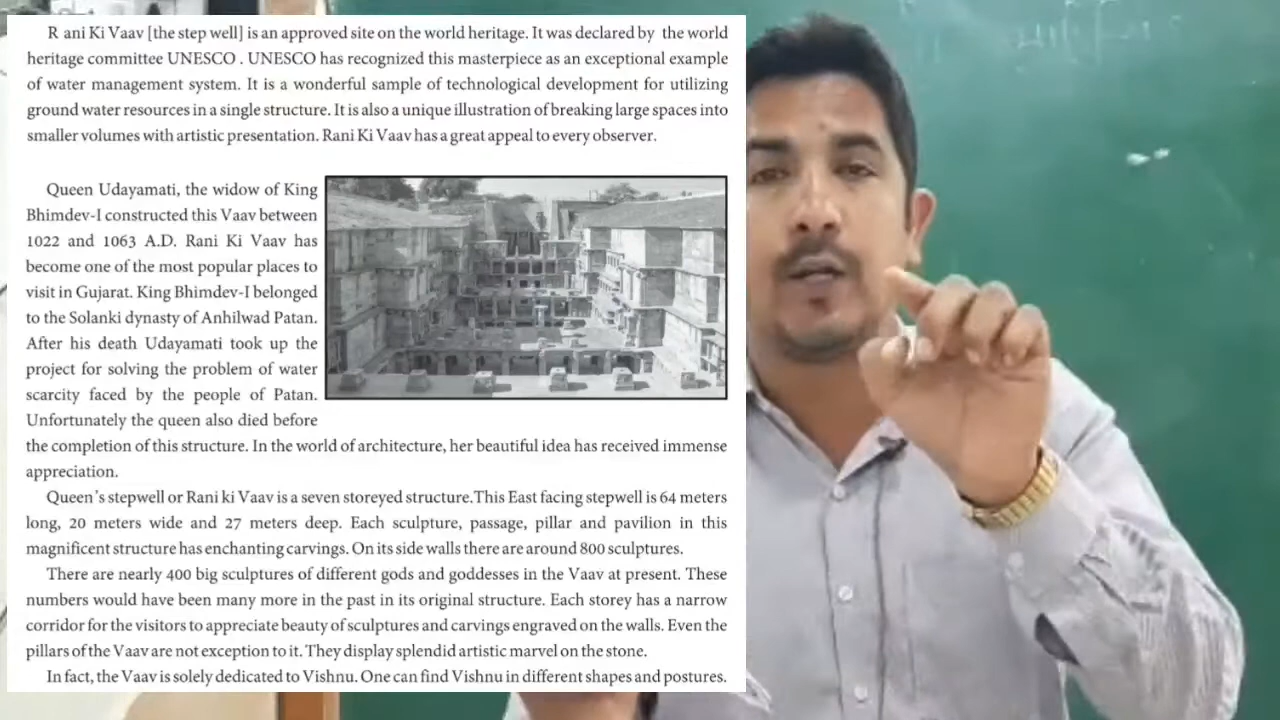 R ani Ki Vaav [the step well] is an approved site on the world heritage. It was declared by the world
heritage committee UNESCO . UNESCO has recognized this masterpiece as an exceptional example
of water management system. It is a wonderful sample of technological development for utilizing
ground water resources in a single structure. It is also a unique illustration of breaking large spaces into
smaller volumes with artistic presentation. Rani Ki Vaav has a great appeal to every observer.
Queen Udayamati, the widow of King
Bhimdev-I constructed this Vaav between
1022 and 1063 A.D. Rani Ki Vaav has
become one of the most popular places to
visit in Gujarat. King Bhimdev-I belonged
to the Solanki dynasty of Anhilwad Patan.
After his death Udayamati took up the
project for solving the problem of water
scarcity faced by the people of Patan.
Unfortunately the queen also died before
the completion of this structure. In the world of architecture, her beautiful idea has received immense
appreciation.
Queen's stepwell or Rani ki Vaav is a seven storeyed structure.This East facing stepwell is 64 meters
long, 20 meters wide and 27 meters deep. Each sculpture, passage, pillar and pavilion in this
magnificent structure has enchanting carvings. On its side walls there are around 800 sculptures.
There are nearly 400 big sculptures of different gods and goddesses in the Vaav at present. These
numbers would have been many more in the past in its original structure. Each storey has a narrow
corridor for the visitors to appreciate beauty of sculptures and carvings engraved on the walls. Even the
pillars of the Vaav are not exception to it. They display splendid artistic marvel on the stone.
In fact, the Vaav is solely dedicated to Vishnu. One can find Vishnu in different shapes and postures.